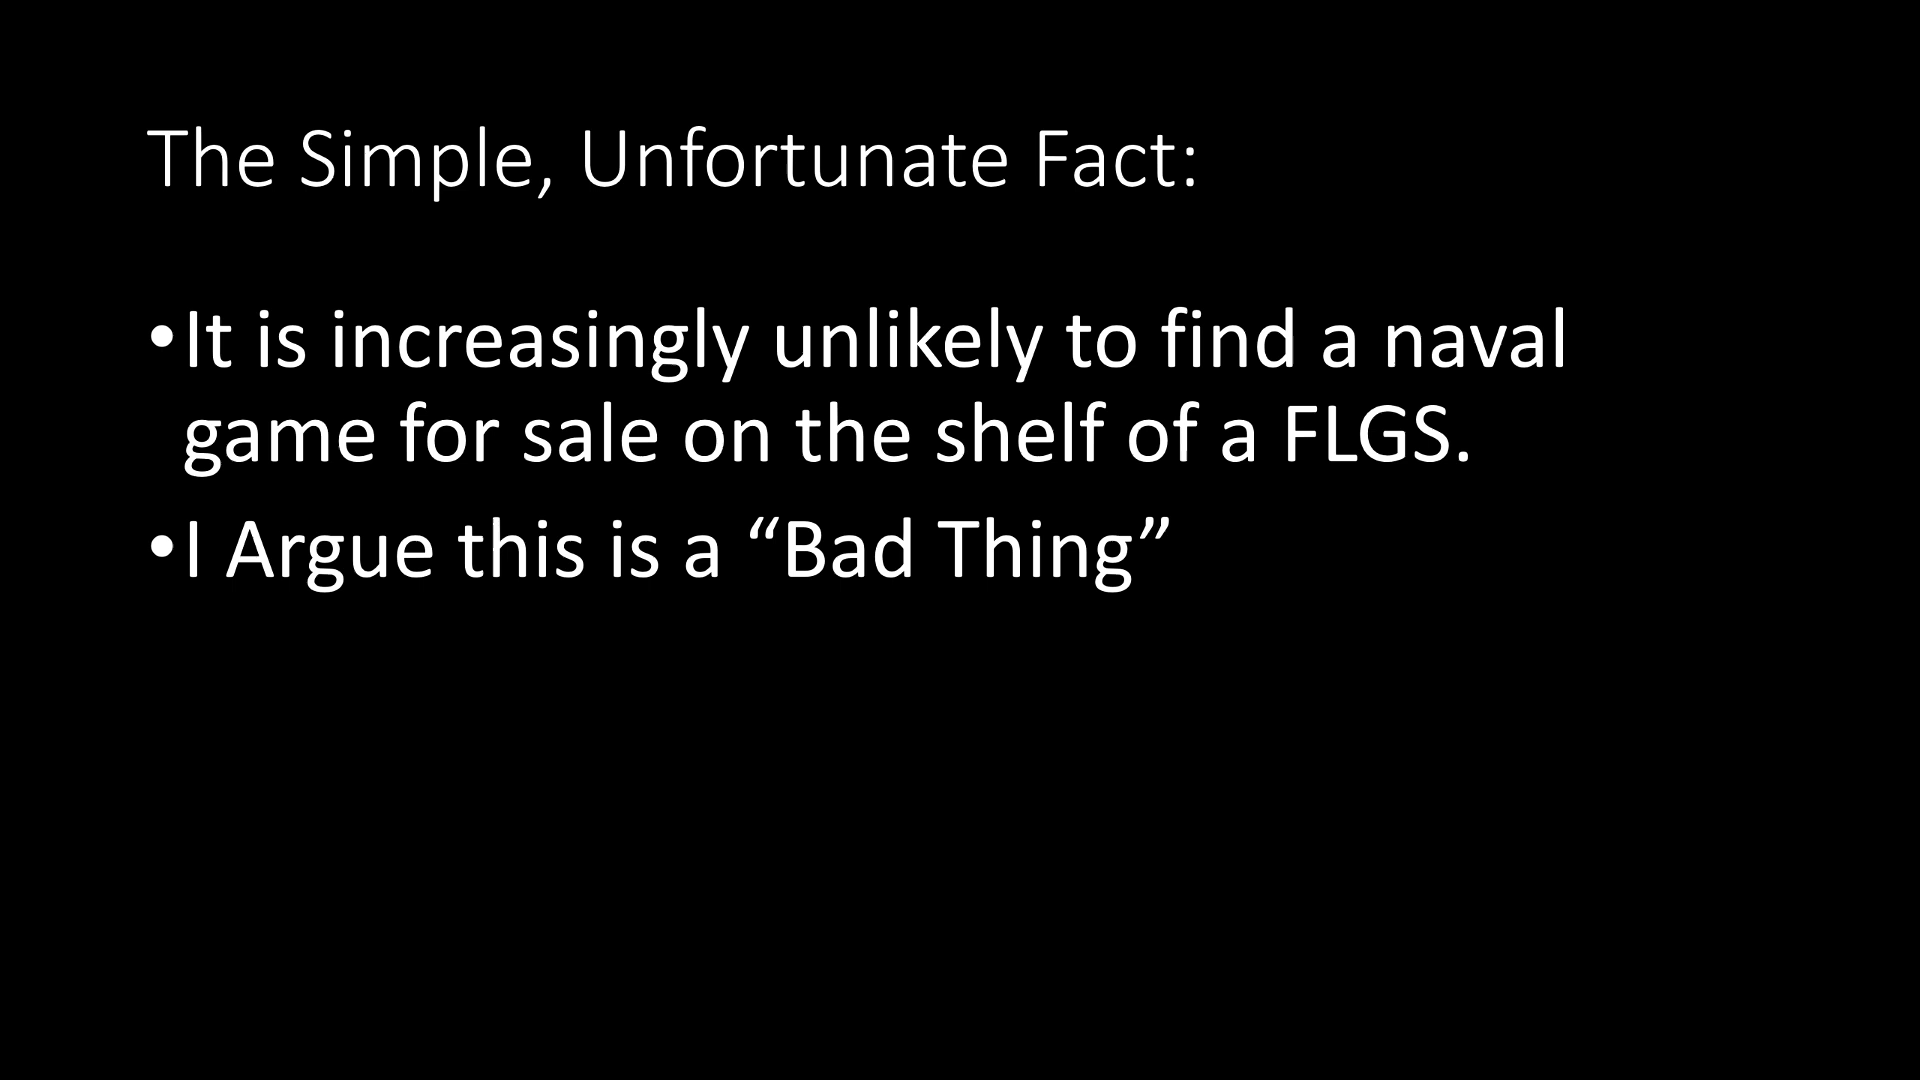 The Simple, Unfortunate Fact:
•It is increasingly unlikely to find a naval
game for sale on the shelf of a FLGS.
•I Argue this is a “Bad Thing”